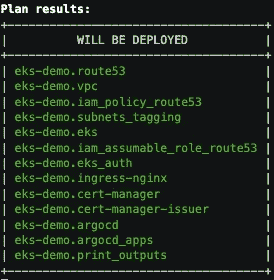 Plan results:
WILL BE DEPLOYED
eks-demo.route53
eks-demo.vpc
eks-demo.iam_policy_route53
eks-demo.subnets_tagging
eks-demo.eks
eks-demo.iam_assumable_role_route53
eks-demo.eks_auth
eks-demo.ingress-nginx
eks-demo.cert-manager
eks-demo.cert-manager-issuer
eks-demo.argocd
eks-demo.argocd_apps
eks-demo.print_outputs